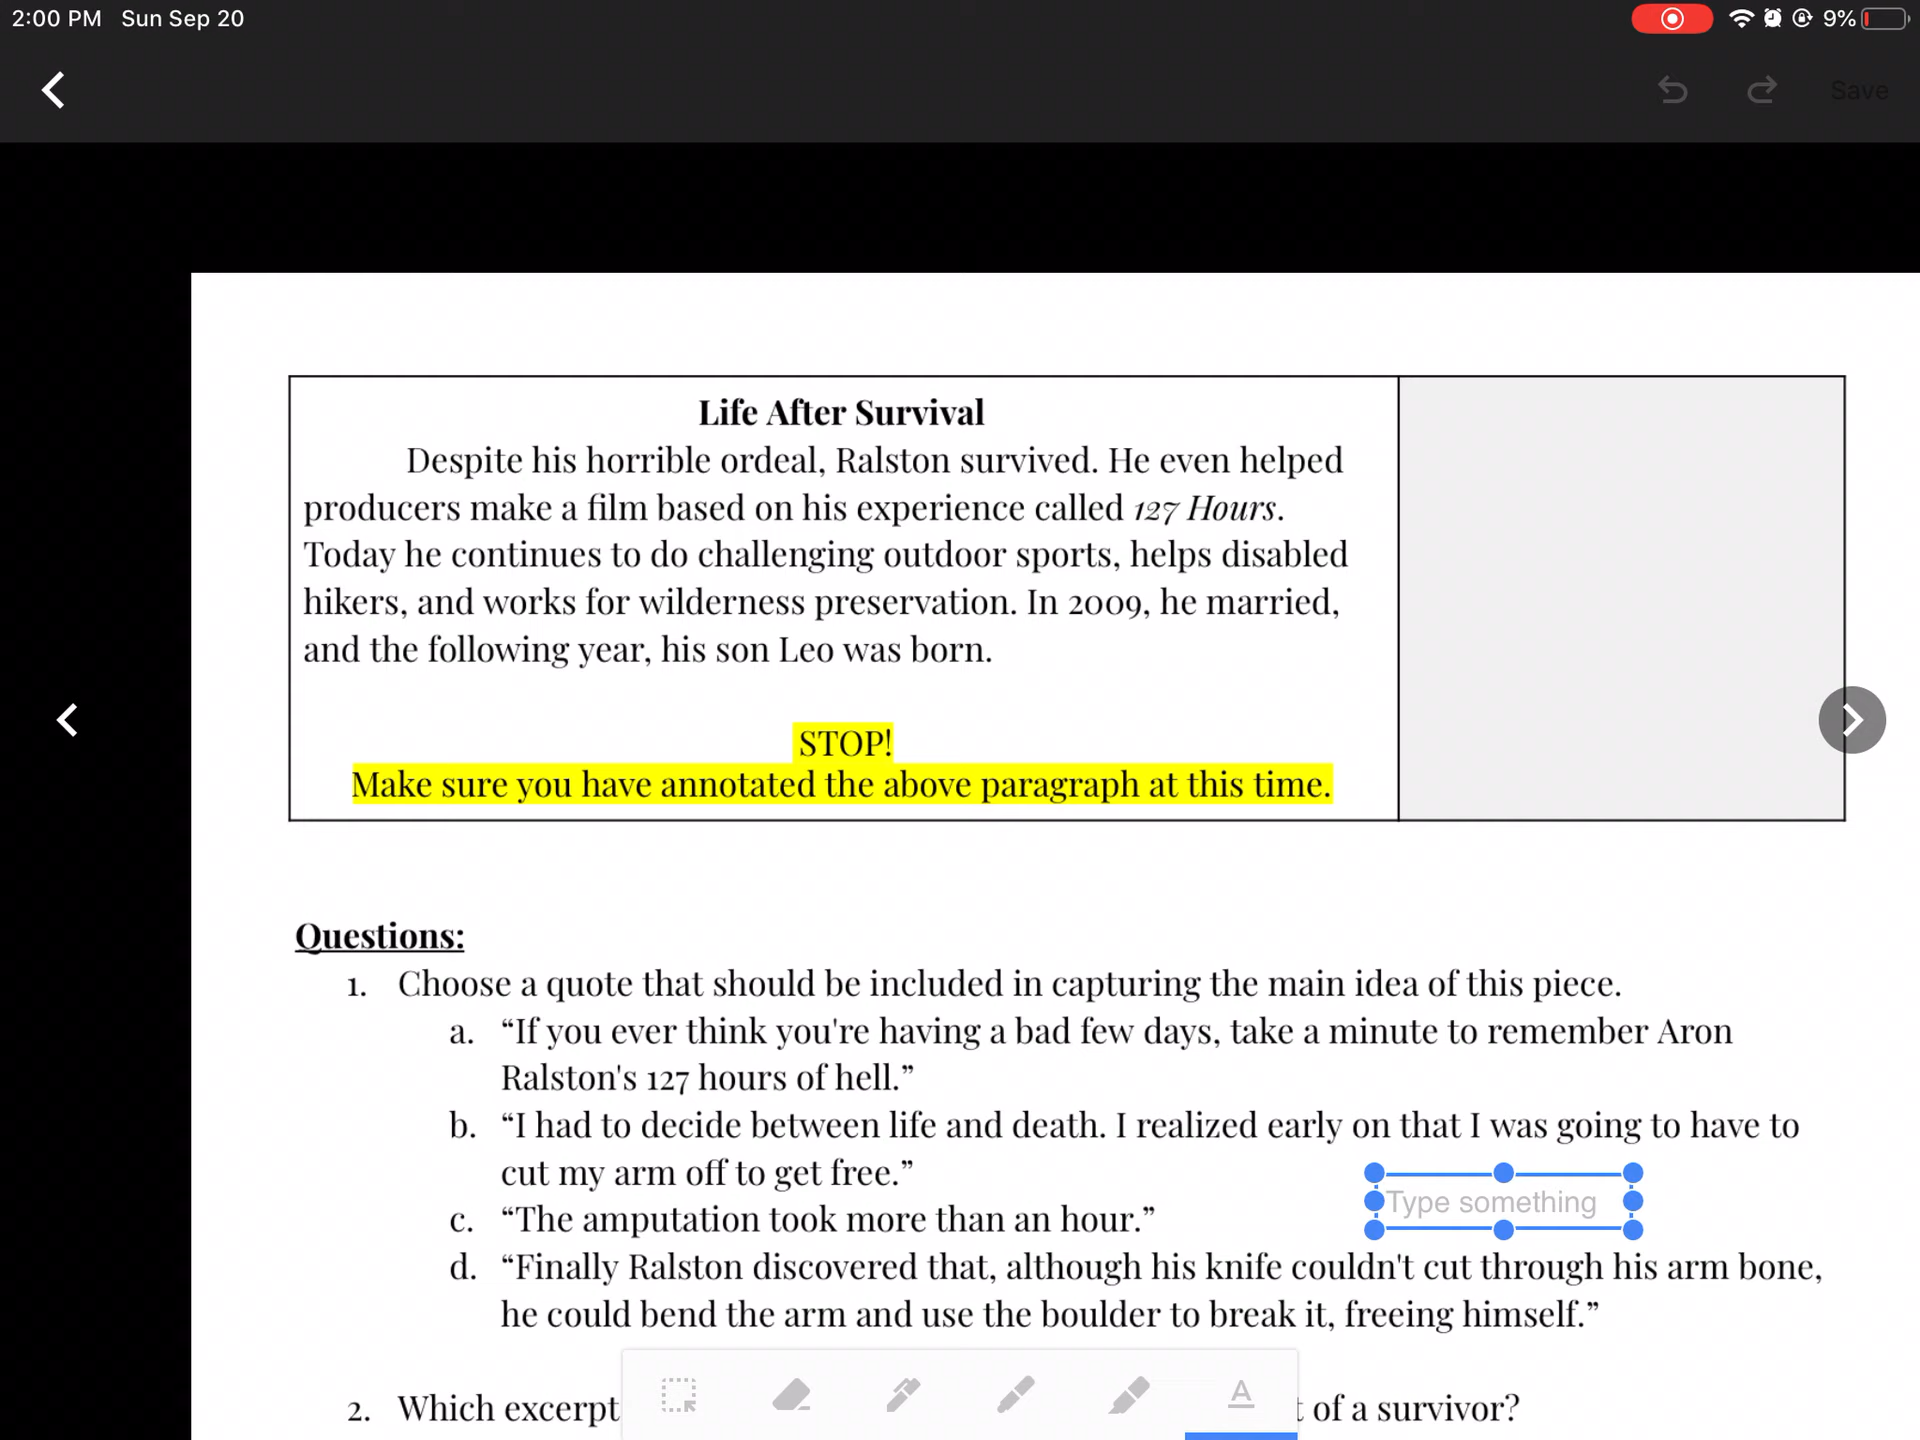 2:00 PM Sun Sep 20
9%
Save
Life After Survival
Despite his horrible ordeal, Ralston survived. He even helped
producers make a film based on his experience called 127 Hours.
Today he continues to do challenging outdoor sports, helps disabled
hikers, and works for wilderness preservation. In 2009, he married,
and the following year, his son Leo was born.
STOP!
Make sure you have annotated the above paragraph at this time.
Questions:
1. Choose a quote that should be included in capturing the main idea of this piece.
a. “If you ever think you're having a bad few days, take a minute to remember Aron
Ralston's 127 hours of hell.”
b. “I had to decide between life and death. I realized early on that I was going to have to
cut my arm off to get free.”
c. “The amputation took more than an hour.”
Type something
d. “Finally Ralston discovered that, although his knife couldn't cut through his arm bone,
he could bend the arm and use the boulder to break it, freeing himself.”
2. Which excerpt t of a survivor?
A